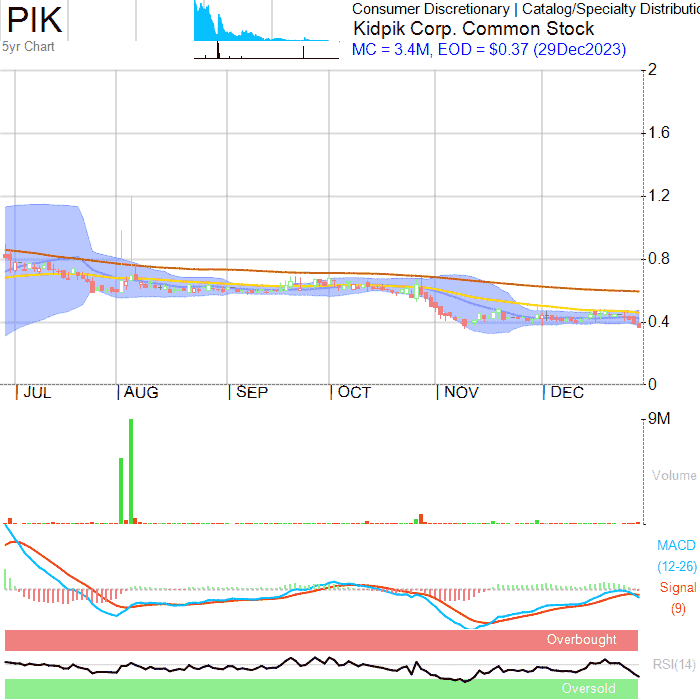 PIK
5yr Chart
Consumer Discretionary | Catalog/Specialty Distributio
Kidpik Corp. Common Stock
MC = 3.4M, EOD = $0.37 (29Dec2023)
2
1.6
1.2
0.8
0.4
0
JUL AUG SEP OCT NOV DEC
9M
Volume
MACD
(12-26)
Signal
(9)
Overbought
RSI(14)
Oversold